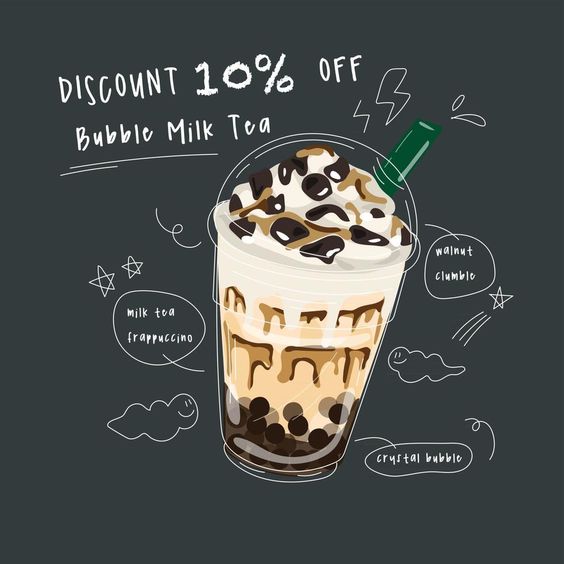 DISCOUNT 10% OFF
Bubble Milk Tea
walnut
clumble
milk tea
frappuccino
crystal bubble